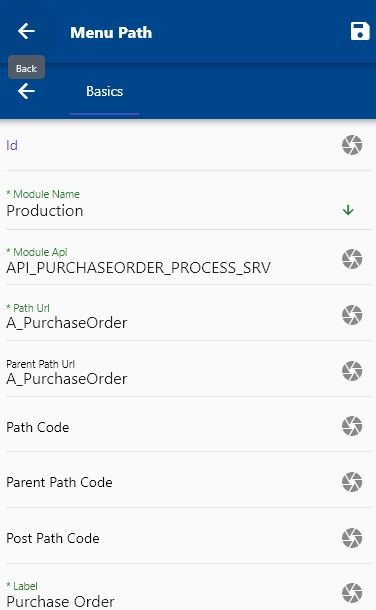 Menu Path
Back
Basics
Id
* Module Name
Production
* Module Api
API_PURCHASEORDER_PROCESS_SRV
* Path Url
A_PurchaseOrder
Parent Path Url
A_PurchaseOrder
Path Code
Parent Path Code
Post Path Code
* Label
Purchase Order